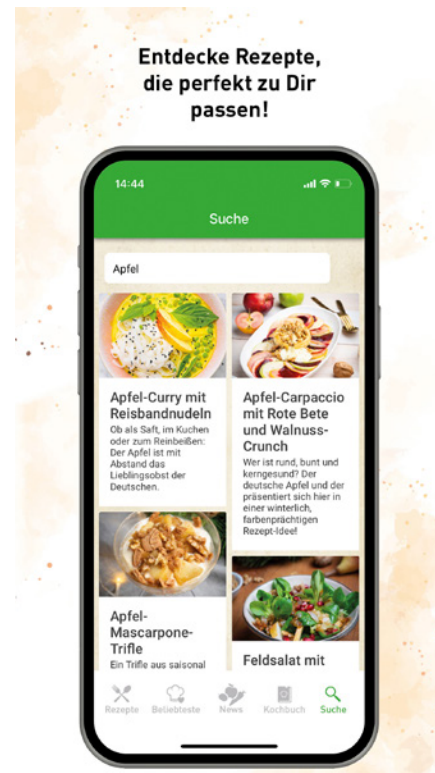 Entdecke Rezepte,
die perfekt zu Dir
passen!
14:44
Suche
Apfel
Apfel-Curry mit
Reisbandnudeln
Ob als Saft, im Kuchen
oder zum Reinbeißen:
Der Apfel ist mit
Abstand das
Lieblingsobst der
Deutschen.
Apfel-Carpaccio
mit Rote Bete
und Walnuss-
Crunch
Wer ist rund, bunt und
kerngesund? Der
deutsche Apfel und der
präsentiert sich hier in
einer winterlich,
farbenprächtigen
Rezept-Idee!
Apfel-
Mascarpone-
Trifle
Ein Trifle aus saisonal
Feldsalat mit
Rezepte
Beliebteste
News
Kochbuch
Suche